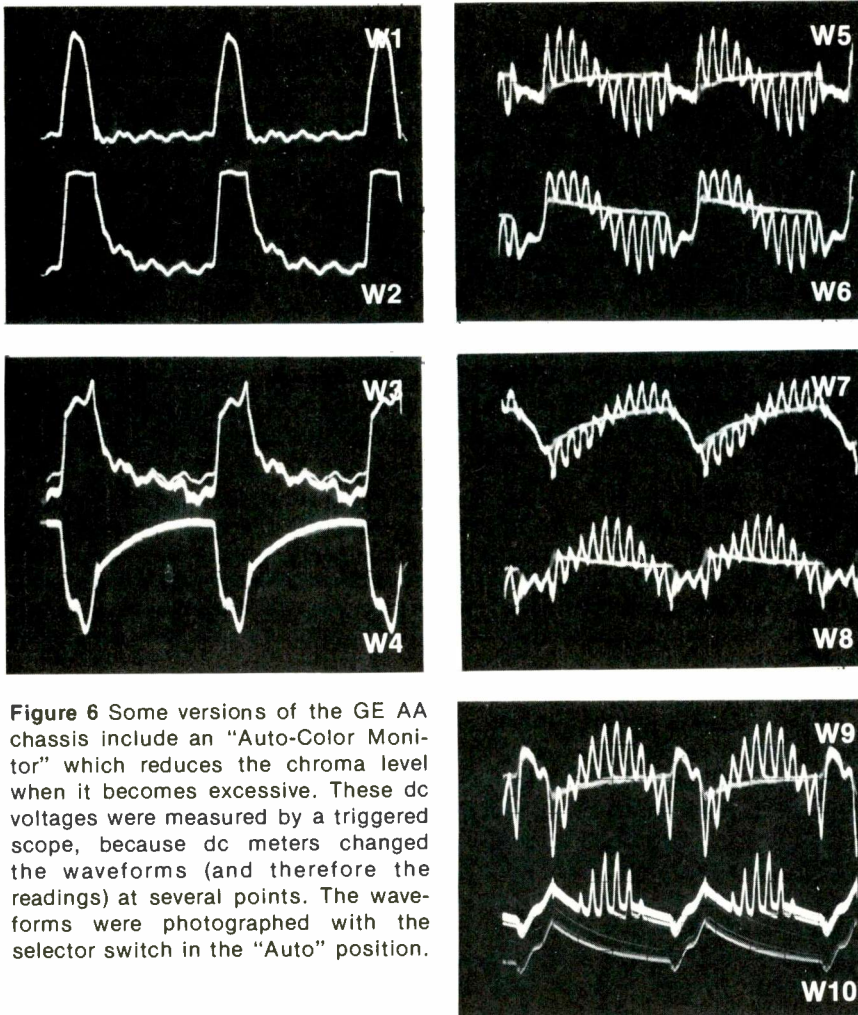 W1
W2
W3
W4
Figure 6 Some versions of the GE AA
chassis include an "Auto-Color Moni-
tor" which reduces the chroma level
when it becomes excessive. These dc
voltages were measured by a triggered
scope, because dc meters changed
the waveforms (and therefore the
readings) at several points. The wave-
forms were photographed with the
selector switch in the "Auto" position.
W5
W6
W7
W8
W9
W10